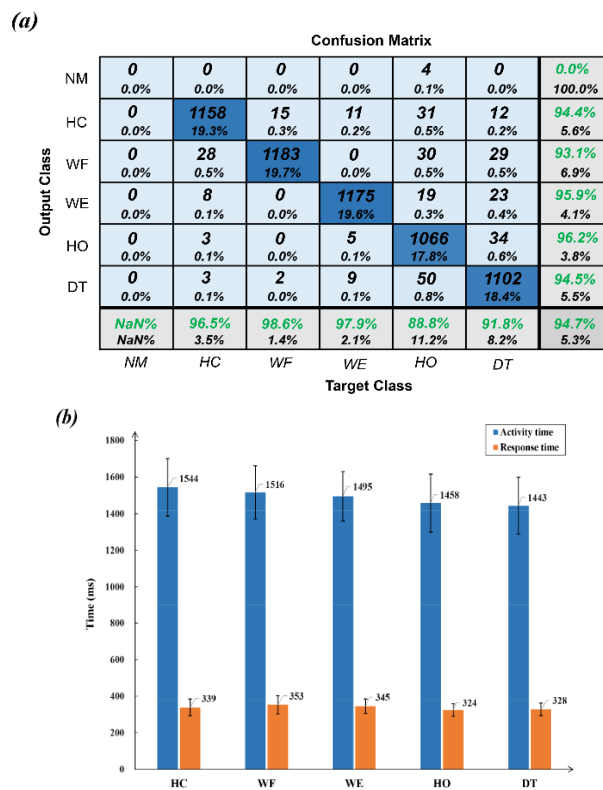 (a)
Confusion Matrix
NM 0 0 0 0 4 0 0.0%
0.0% 0.0% 0.0% 0.0% 0.1% 0.0% 100.0%
HC 0 1158 15 11 31 12 94.4%
0.0% 19.3% 0.3% 0.2% 0.5% 0.2% 5.6%
WF 0 28 1183 0 30 29 93.1%
0.0% 0.5% 19.7% 0.0% 0.5% 0.5% 6.9%
WE 0 8 0 1175 19 23 95.9%
0.0% 0.1% 0.0% 19.6% 0.3% 0.4% 4.1%
HO 0 3 0 5 1066 34 96.2%
0.0% 0.1% 0.0% 0.1% 17.8% 0.6% 3.8%
DT 0 3 2 9 50 1102 94.5%
0.0% 0.1% 0.0% 0.1% 0.8% 18.4% 5.5%
NaN% 96.5% 98.6% 97.9% 88.8% 91.8% 94.7%
NaN% 3.5% 1.4% 2.1% 11.2% 8.2% 5.3%
NM HC WF WE HO DT
Output Class
Target Class
(b)
Activity time
Response time
Time (ms)
1800
1600
1400
1200
1000
800
600
400
200
0
1544 1516 1495 1458 1443
339 353 345 324 328
HC WF WE HO DT